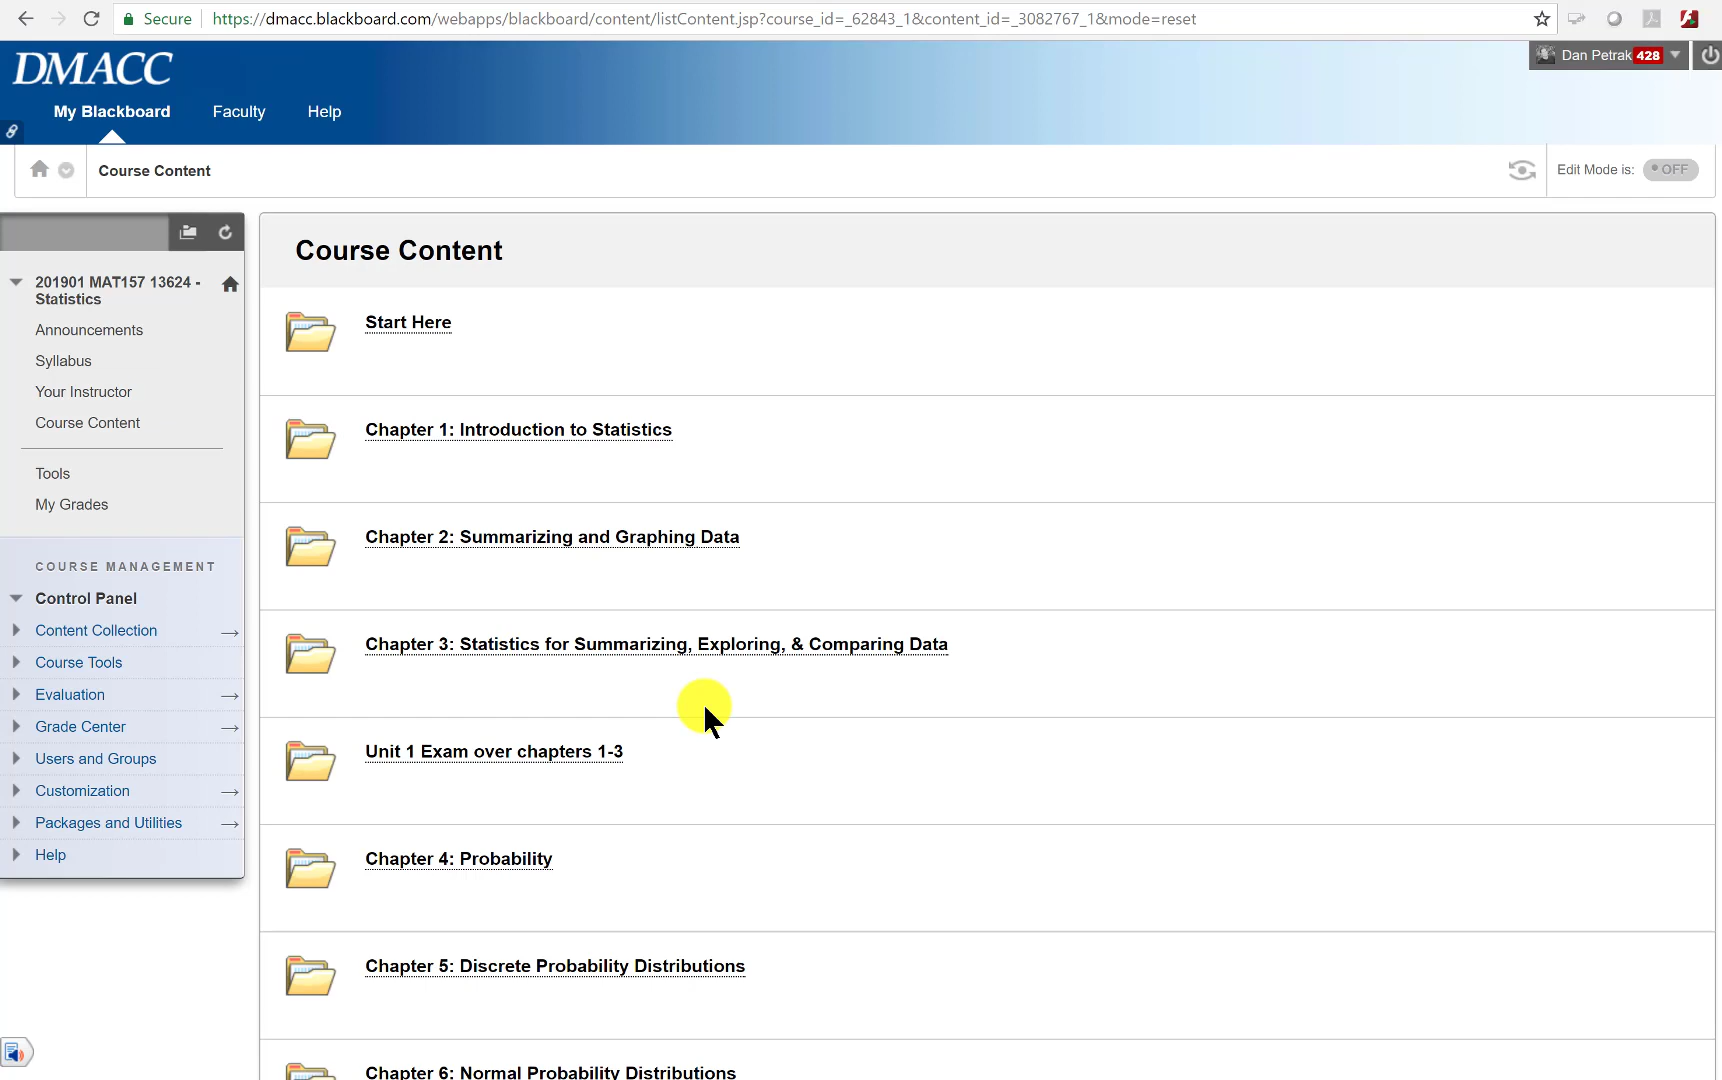 Secure https://dmacc.blackboard.com/webapps/blackboard/content/listContent.jsp?course_id=_62843_1&content_id=_3082767_1&mode=reset
DMACC
Dan Petrak 428
My Blackboard Faculty Help
Course Content
Edit Mode is: OFF
201901 MAT157 13624 -
Statistics
Announcements
Syllabus
Your Instructor
Course Content
Tools
My Grades
COURSE MANAGEMENT
Control Panel
Content Collection
Course Tools
Evaluation
Grade Center
Users and Groups
Customization
Packages and Utilities
Help
Course Content
Start Here
Chapter 1: Introduction to Statistics
Chapter 2: Summarizing and Graphing Data
Chapter 3: Statistics for Summarizing, Exploring, & Comparing Data
Unit 1 Exam over chapters 1-3
Chapter 4: Probability
Chapter 5: Discrete Probability Distributions
Chapter 6: Normal Probability Distributions